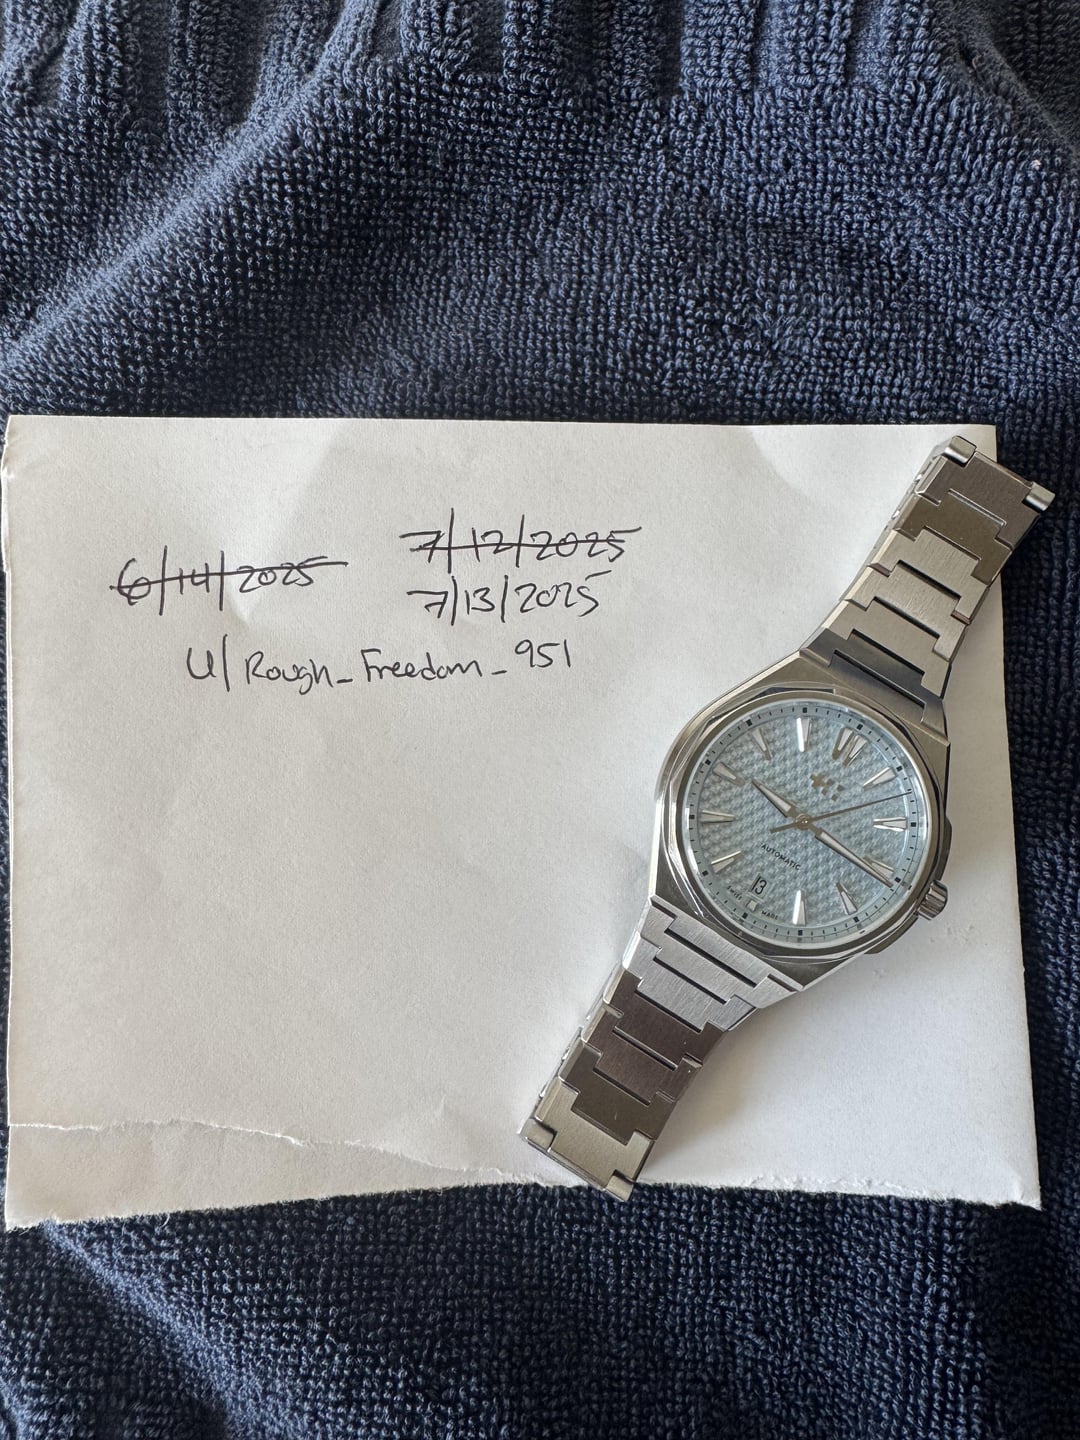 6/14/2025
7/12/2025
7/13/2025
u/Rough_Freedom_951
AUTOMATIC
13
SWISS MADE